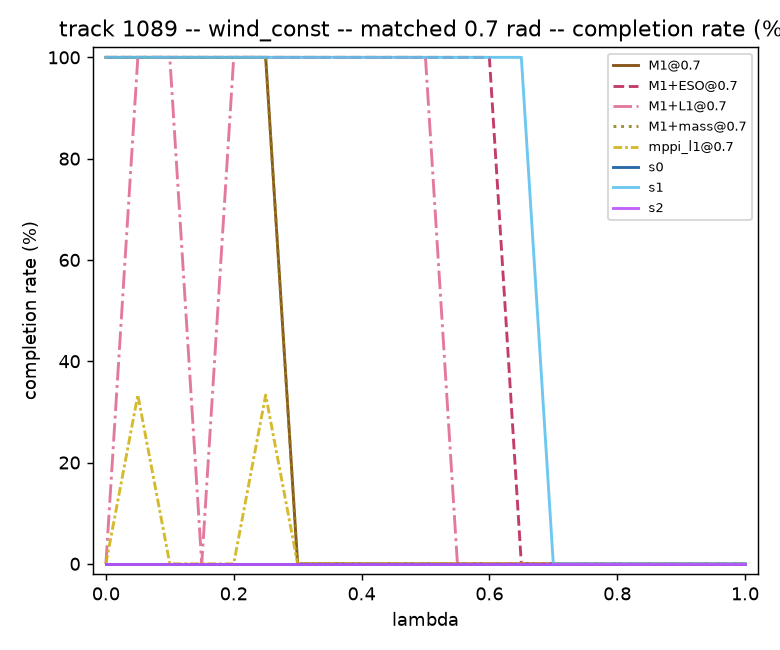 track 1089 -- wind_const -- matched 0.7 rad -- completion rate (%
completion rate (%)
100
80
60
40
20
0
M1@0.7
M1+ESO@0.7
M1+L1@0.7
M1+mass@0.7
mppi_l1@0.7
s0
s1
s2
0.0 0.2 0.4 0.6 0.8 1.0
lambda